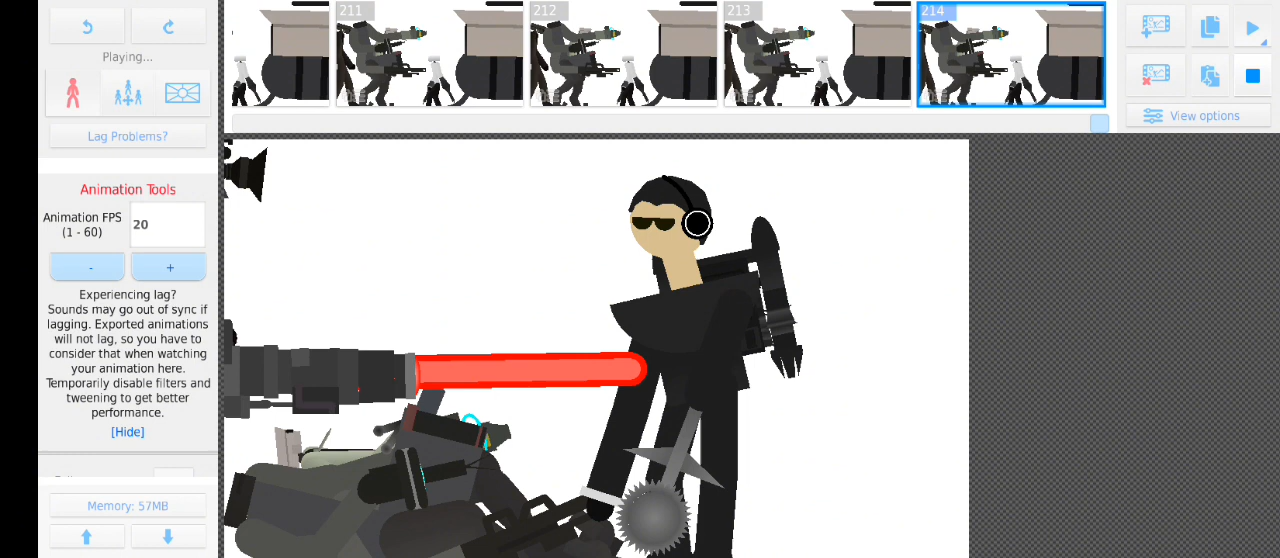 Playing...
Lag Problems?
Animation Tools
Animation FPS
(1 - 60)
20
-
+
Experiencing lag?
Sounds may go out of sync if
lagging. Exported animations
will not lag, so you have to
consider that when watching
your animation here.
Temporarily disable filters and
tweening to get better
performance.
[Hide]
Memory: 57MB
211
212
213
214
View options